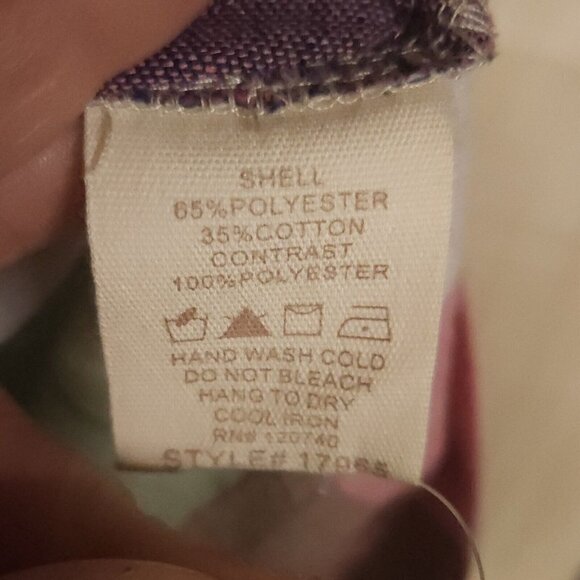 SHELL
65%POLYESTER
35%COTTON
CONTRAST
100%POLYESTER
HAND WASH COLD
DO NOT BLEACH
HANG TO DRY
COOL IRON
RN# 120740
STYLE#